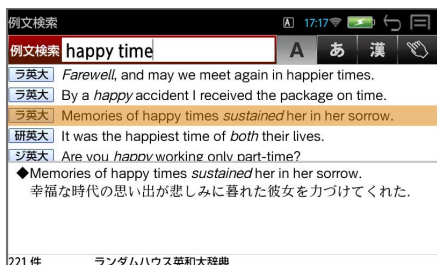 例文検索
A 17:17
例文検索 happy time A あ 漢
ラ英大 Farewell, and may we meet again in happier times.
ラ英大 By a happy accident I received the package on time.
ラ英大 Memories of happy times sustained her in her sorrow.
研英大 It was the happiest time of both their lives.
ジ英大 Are you happy working only part-time?
◆Memories of happy times sustained her in her sorrow.
幸福な時代の思い出が悲しみに暮れた彼女を力づけてくれた.
221 件 ランダムハウス英和大辞典